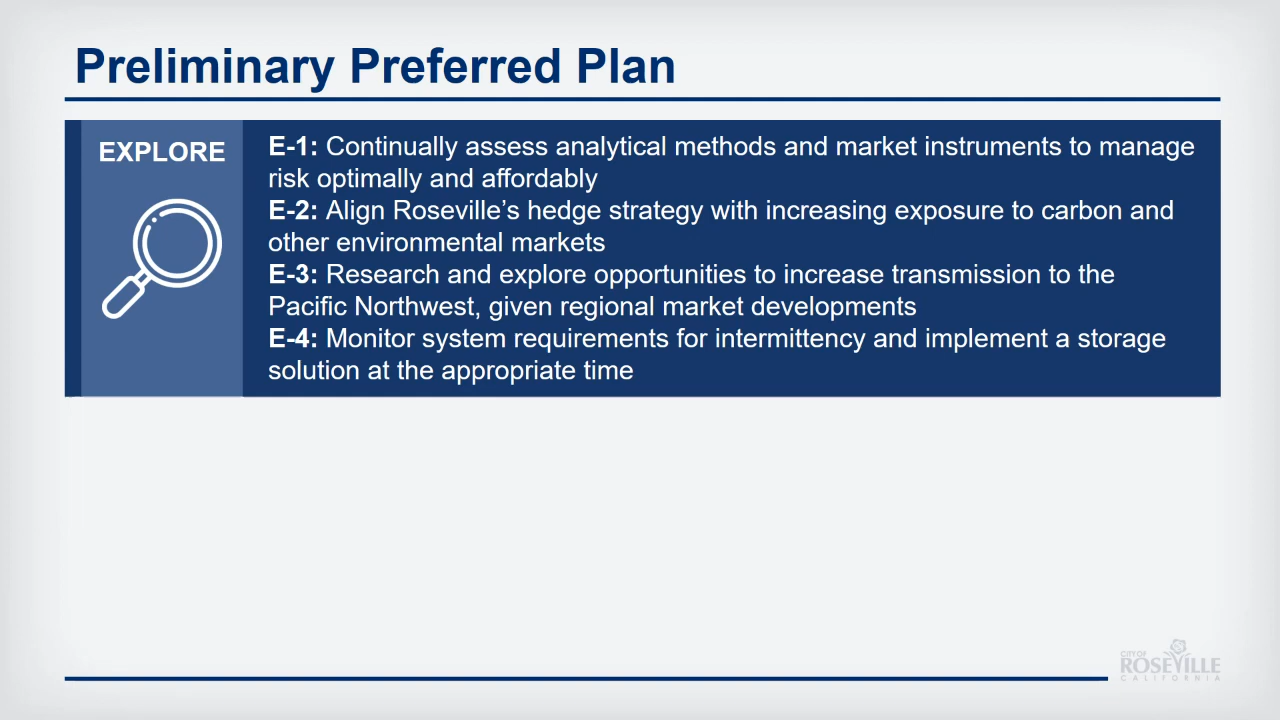 Preliminary Preferred Plan
EXPLORE
E-1: Continually assess analytical methods and market instruments to manage
risk optimally and affordably
E-2: Align Roseville’s hedge strategy with increasing exposure to carbon and
other environmental markets
E-3: Research and explore opportunities to increase transmission to the
Pacific Northwest, given regional market developments
E-4: Monitor system requirements for intermittency and implement a storage
solution at the appropriate time
CITY OF
ROSEVILLE
CALIFORNIA